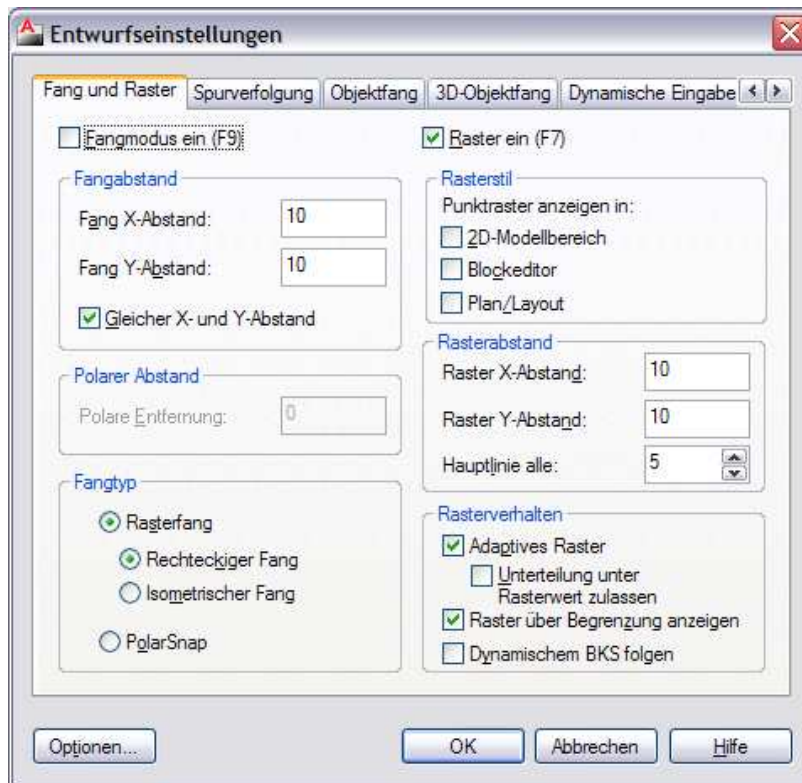 Entwurfseinstellungen
Fang und Raster
Spurverfolgung
Objektfang
3D-Objektfang
Dynamische Eingabe
Fangmodus ein (F9)
Raster ein (F7)
Fangabstand
Fang X-Abstand: 10
Fang Y-Abstand: 10
Gleicher X- und Y-Abstand
Polarer Abstand
Polare Entfernung: 0
Fangtyp
Rasterfang
Rechteckiger Fang
Isometrischer Fang
PolarSnap
Rasterstil
Punktraster anzeigen in:
2D-Modellbereich
Blockeditor
Plan/Layout
Rasterabstand
Raster X-Abstand: 10
Raster Y-Abstand: 10
Hauptlinie alle: 5
Rasterverhalten
Adaptives Raster
Unterteilung unter
Rasterwert zulassen
Raster über Begrenzung anzeigen
Dynamischem BKS folgen
Optionen...
OK
Abbrechen
Hilfe